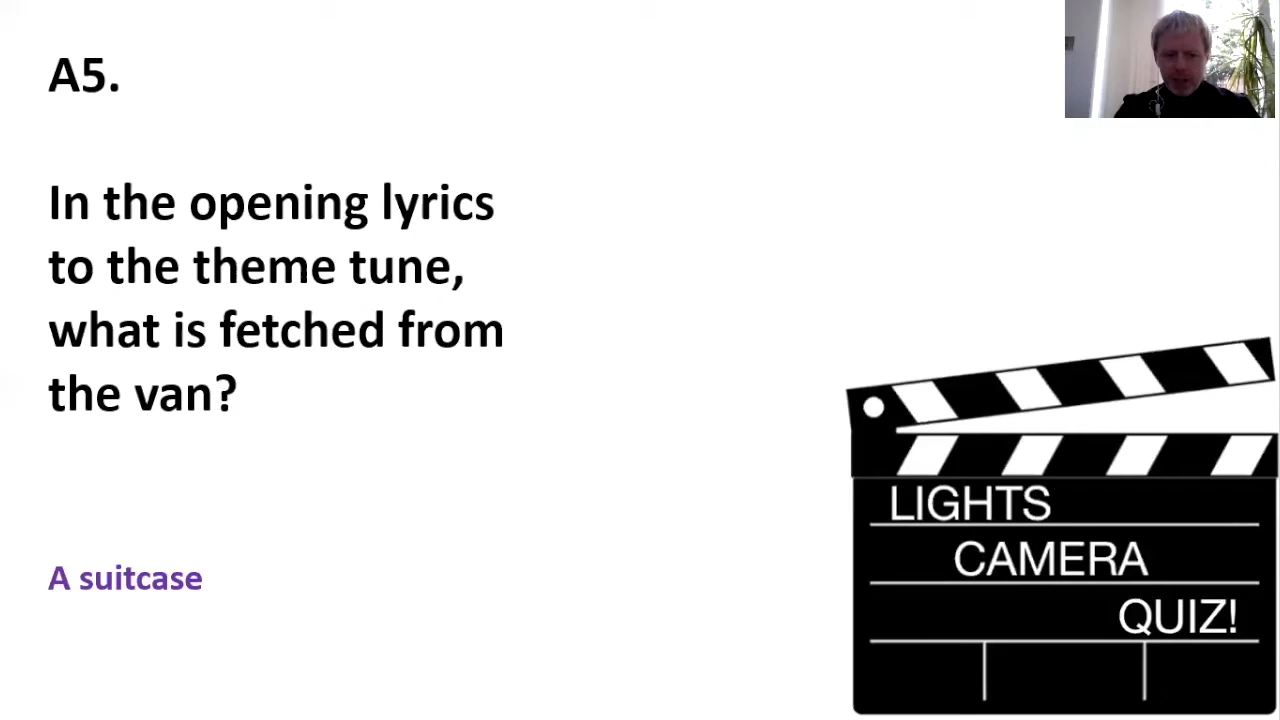 A5.
In the opening lyrics
to the theme tune,
what is fetched from
the van?
A suitcase
LIGHTS
CAMERA
QUIZ!